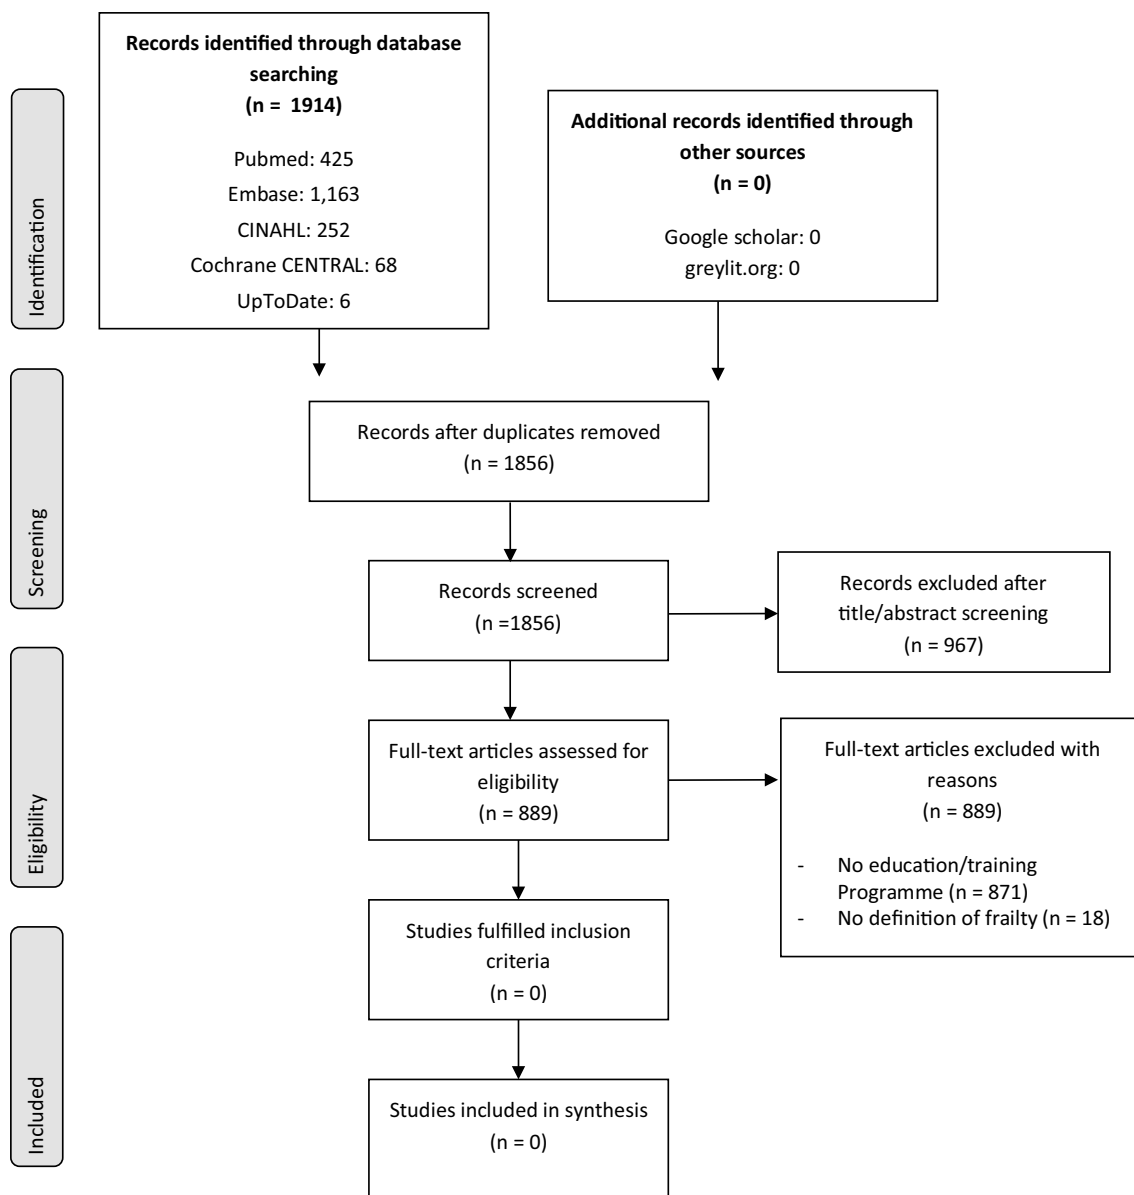 Records identified through database
searching
(n = 1914)
Pubmed: 425
Embase: 1,163
CINAHL: 252
Cochrane CENTRAL: 68
UpToDate: 6
Additional records identified through
other sources
(n = 0)
Google scholar: 0
greylit.org: 0
Identification
Records after duplicates removed
(n = 1856)
Screening
Records screened
(n =1856)
Records excluded after
title/abstract screening
(n = 967)
Eligibility
Full-text articles assessed for
eligibility
(n = 889)
Full-text articles excluded with
reasons
(n = 889)
- No education/training
Programme (n = 871)
- No definition of frailty (n = 18)
Studies fulfilled inclusion
criteria
(n = 0)
Included
Studies included in synthesis
(n = 0)